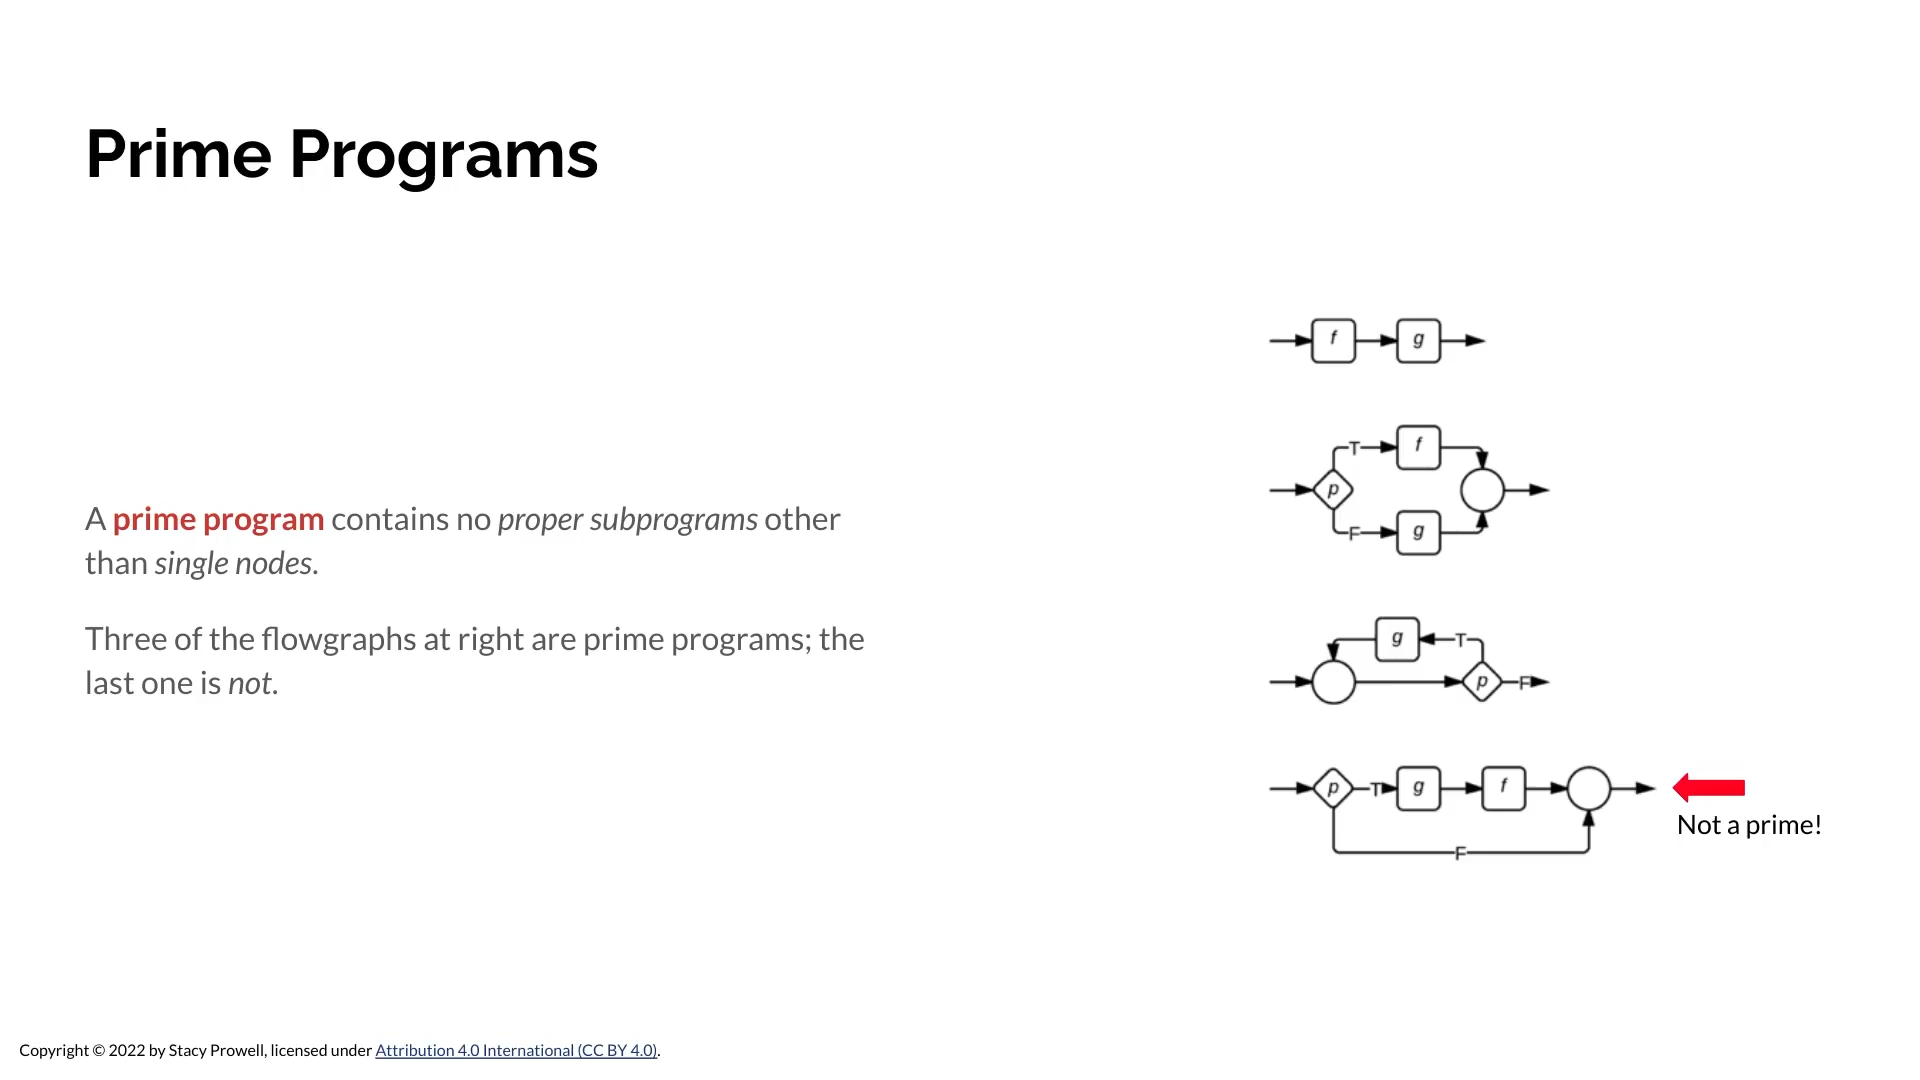 Prime Programs
A prime program contains no proper subprograms other
than single nodes.
Three of the flowgraphs at right are prime programs; the
last one is not.
f g
T f
p
F g
g T
p F
p T g f
F
Not a prime!
Copyright © 2022 by Stacy Prowell, licensed under Attribution 4.0 International (CC BY 4.0).